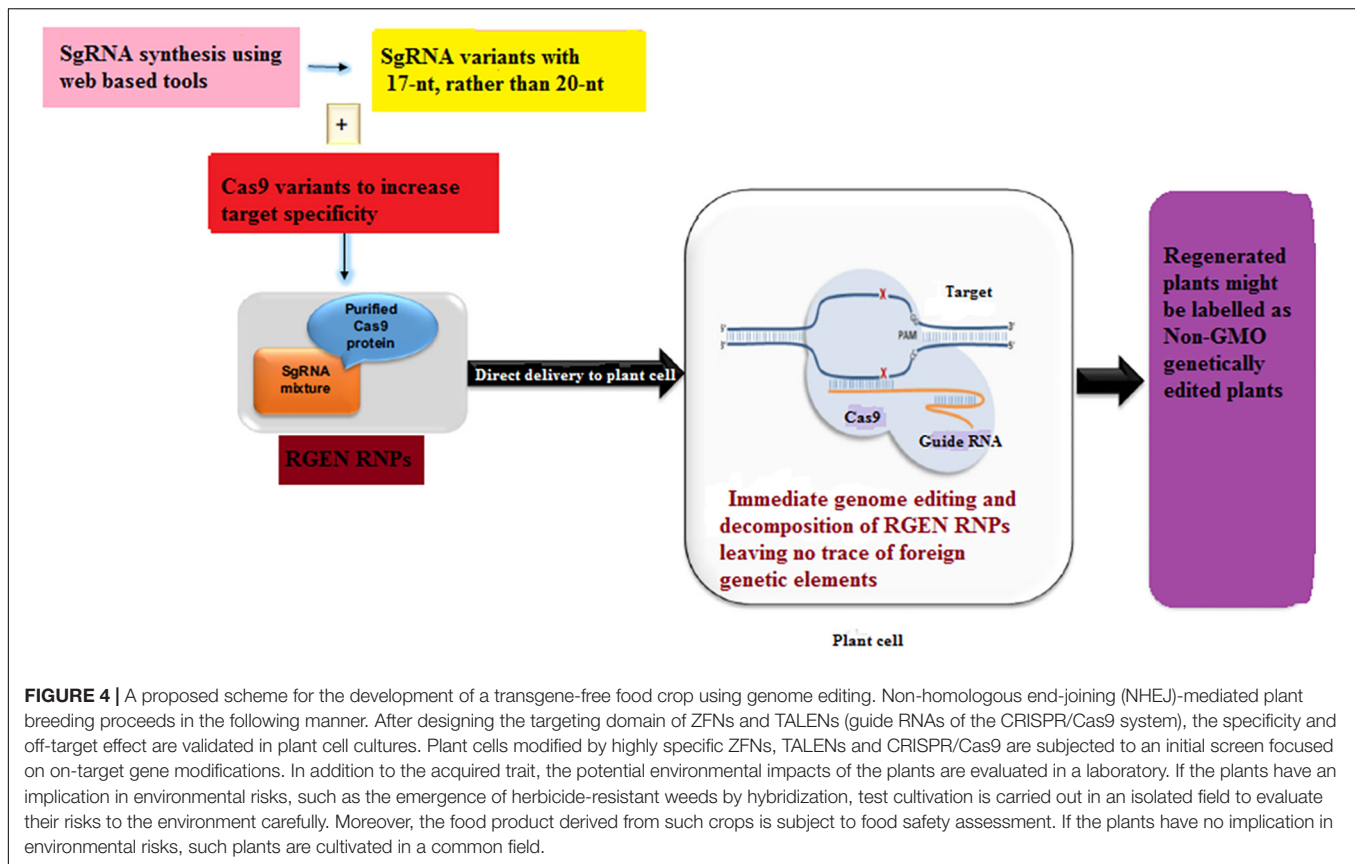 SgRNA synthesis using
web based tools
SgRNA variants with
17-nt, rather than 20-nt
+
Cas9 variants to increase
target specificity
Purified
Cas9
protein
SgRNA
mixture
RGEN RNPs
Direct delivery to plant cell
Target
5'
3'
3'
5'
X
X
PAM
Cas9
Guide RNA
Immediate genome editing and
decomposition of RGEN RNPs
leaving no trace of foreign
genetic elements
Plant cell
Regenerated
plants might
be labelled as
Non-GMO
genetically
edited plants
FIGURE 4 | A proposed scheme for the development of a transgene-free food crop using genome editing. Non-homologous end-joining (NHEJ)-mediated plant
breeding proceeds in the following manner. After designing the targeting domain of ZFNs and TALENs (guide RNAs of the CRISPR/Cas9 system), the specificity and
off-target effect are validated in plant cell cultures. Plant cells modified by highly specific ZFNs, TALENs and CRISPR/Cas9 are subjected to an initial screen focused
on on-target gene modifications. In addition to the acquired trait, the potential environmental impacts of the plants are evaluated in a laboratory. If the plants have an
implication in environmental risks, such as the emergence of herbicide-resistant weeds by hybridization, test cultivation is carried out in an isolated field to evaluate
their risks to the environment carefully. Moreover, the food product derived from such crops is subject to food safety assessment. If the plants have no implication in
environmental risks, such plants are cultivated in a common field.